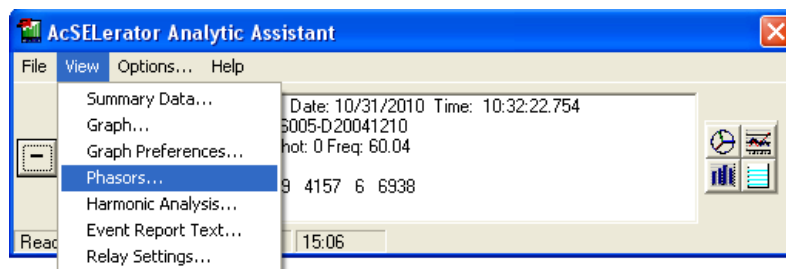 AcSELerator Analytic Assistant
File View Options... Help
Summary Data...
Graph...
Graph Preferences...
Phasors...
Harmonic Analysis...
Event Report Text...
Relay Settings...
Date: 10/31/2010 Time: 10:32:22.754
005-D20041210
hot: 0 Freq: 60.04
9 4157 6 6938
Read
15:06